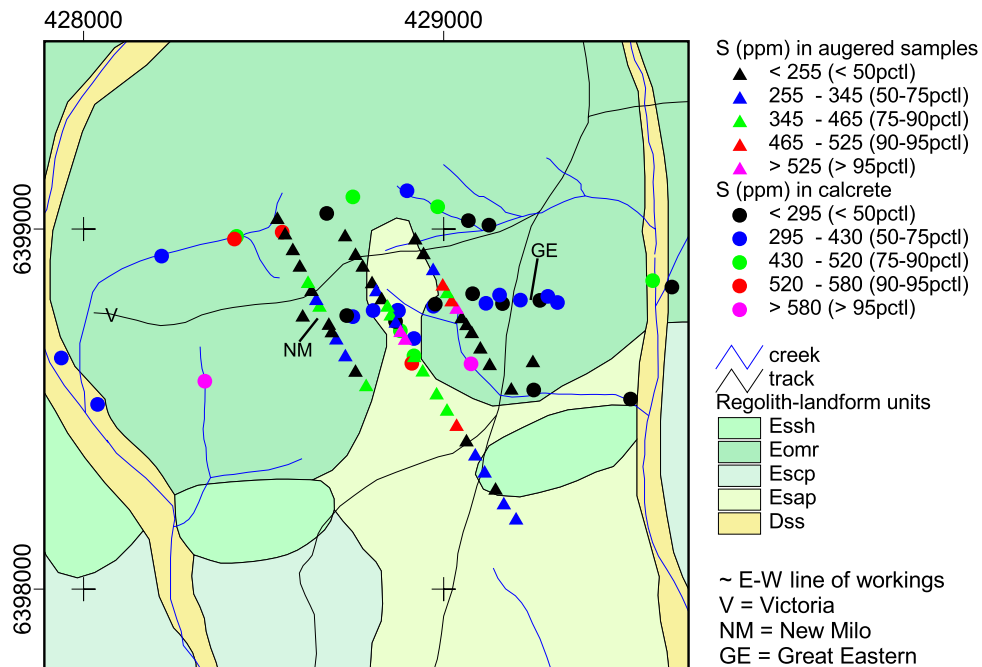 428000
429000
6399000
6398000
V
NM
GE
S (ppm) in augered samples
< 255 (< 50pctl)
255 - 345 (50-75pctl)
345 - 465 (75-90pctl)
465 - 525 (90-95pctl)
> 525 (> 95pctl)
S (ppm) in calcrete
< 295 (< 50pctl)
295 - 430 (50-75pctl)
430 - 520 (75-90pctl)
520 - 580 (90-95pctl)
> 580 (> 95pctl)
creek
track
Regolith-landform units
Essh
Eomr
Escp
Esap
Dss
~ E-W line of workings
V = Victoria
NM = New Milo
GE = Great Eastern